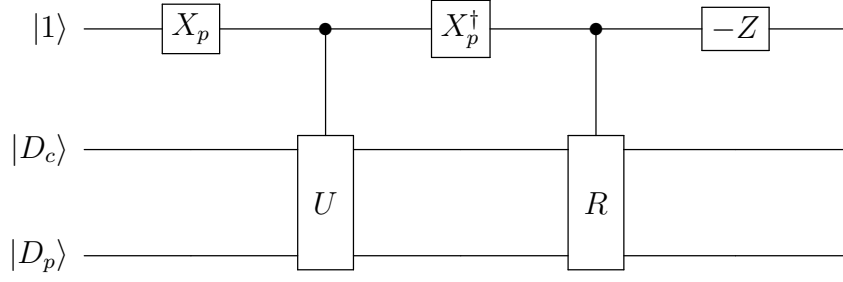 |1⟩ X_p X_p^† −Z
|D_c⟩
U R
|D_p⟩